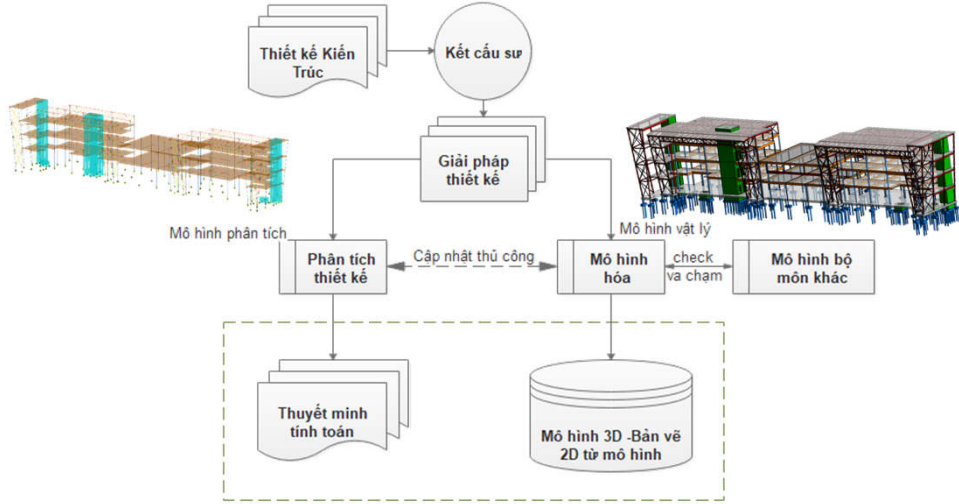 Thiết kế Kiến
Trúc
Kết cấu sư
Giải pháp
thiết kế
Mô hình phân tích
Mô hình vật lý
Phân tích
thiết kế
Cập nhật thủ công
Mô hình
hóa
check
va chạm
Mô hình bộ
môn khác
Thuyết minh
tính toán
Mô hình 3D -Bản vẽ
2D từ mô hình